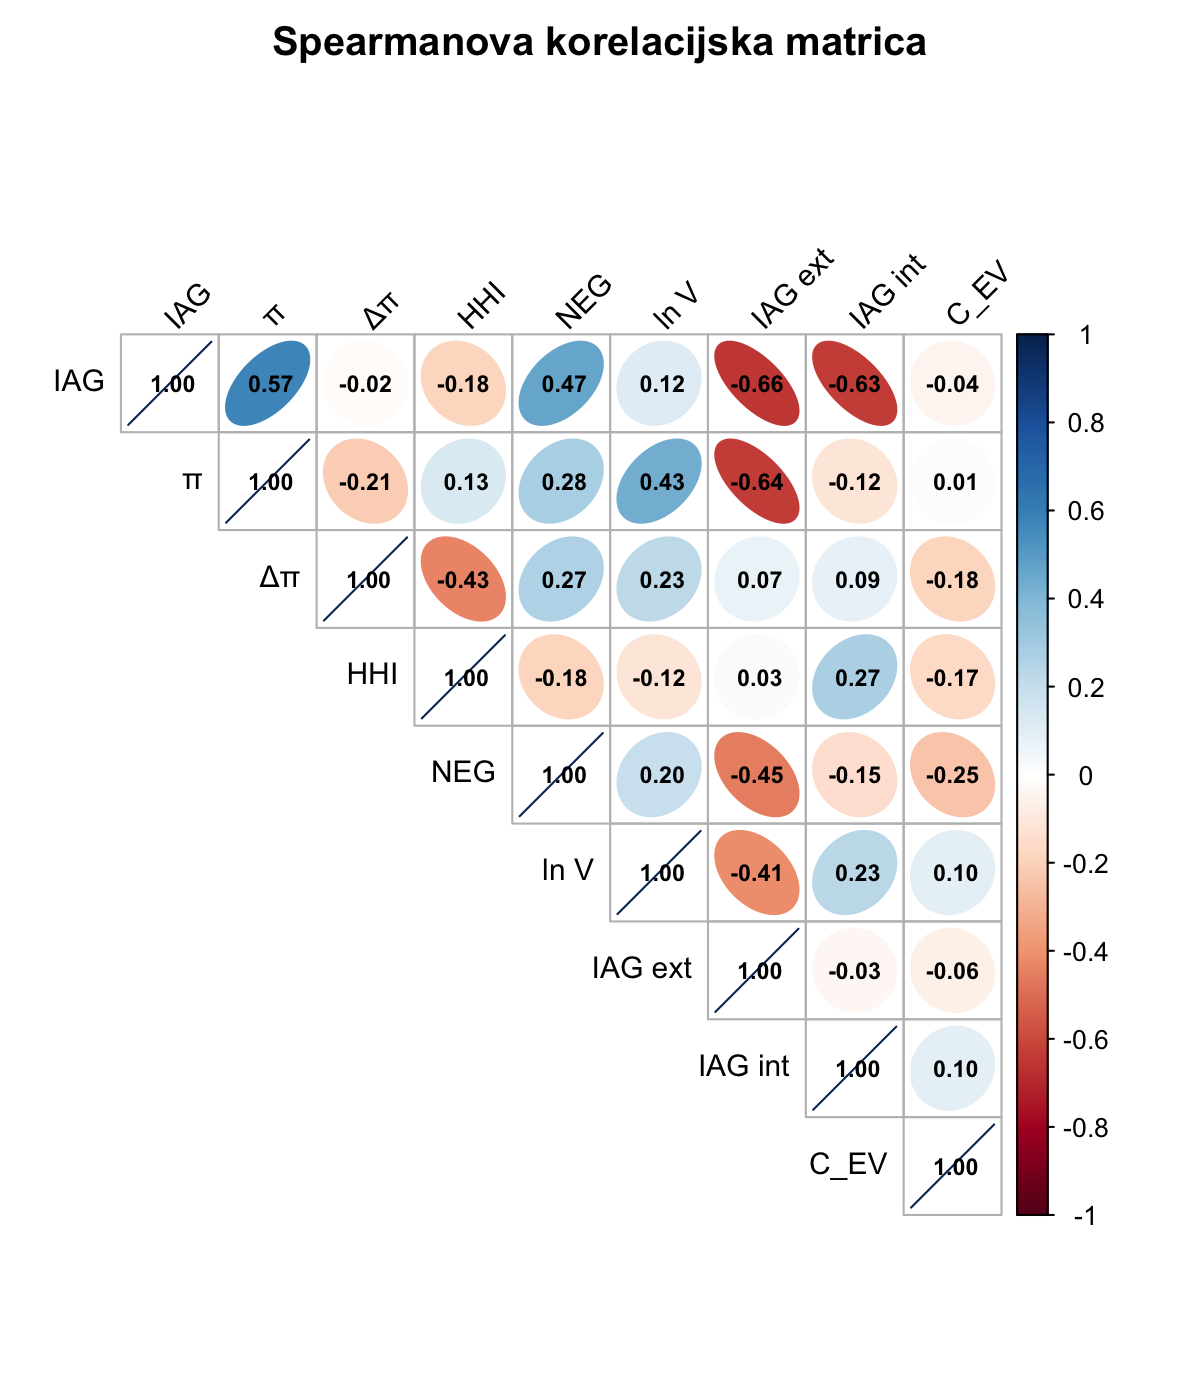 Spearmanova korelacijska matrica
IAG π Δπ HHI NEG ln V IAG ext IAG int C_EV
IAG 1.00 0.57 -0.02 -0.18 0.47 0.12 -0.66 -0.63 -0.04
π 1.00 -0.21 0.13 0.28 0.43 -0.64 -0.12 0.01
Δπ 1.00 -0.43 0.27 0.23 0.07 0.09 -0.18
HHI 1.00 -0.18 -0.12 0.03 0.27 -0.17
NEG 1.00 0.20 -0.45 -0.15 -0.25
ln V 1.00 -0.41 0.23 0.10
IAG ext 1.00 -0.03 -0.06
IAG int 1.00 0.10
C_EV 1.00
1
0.8
0.6
0.4
0.2
0
-0.2
-0.4
-0.6
-0.8
-1